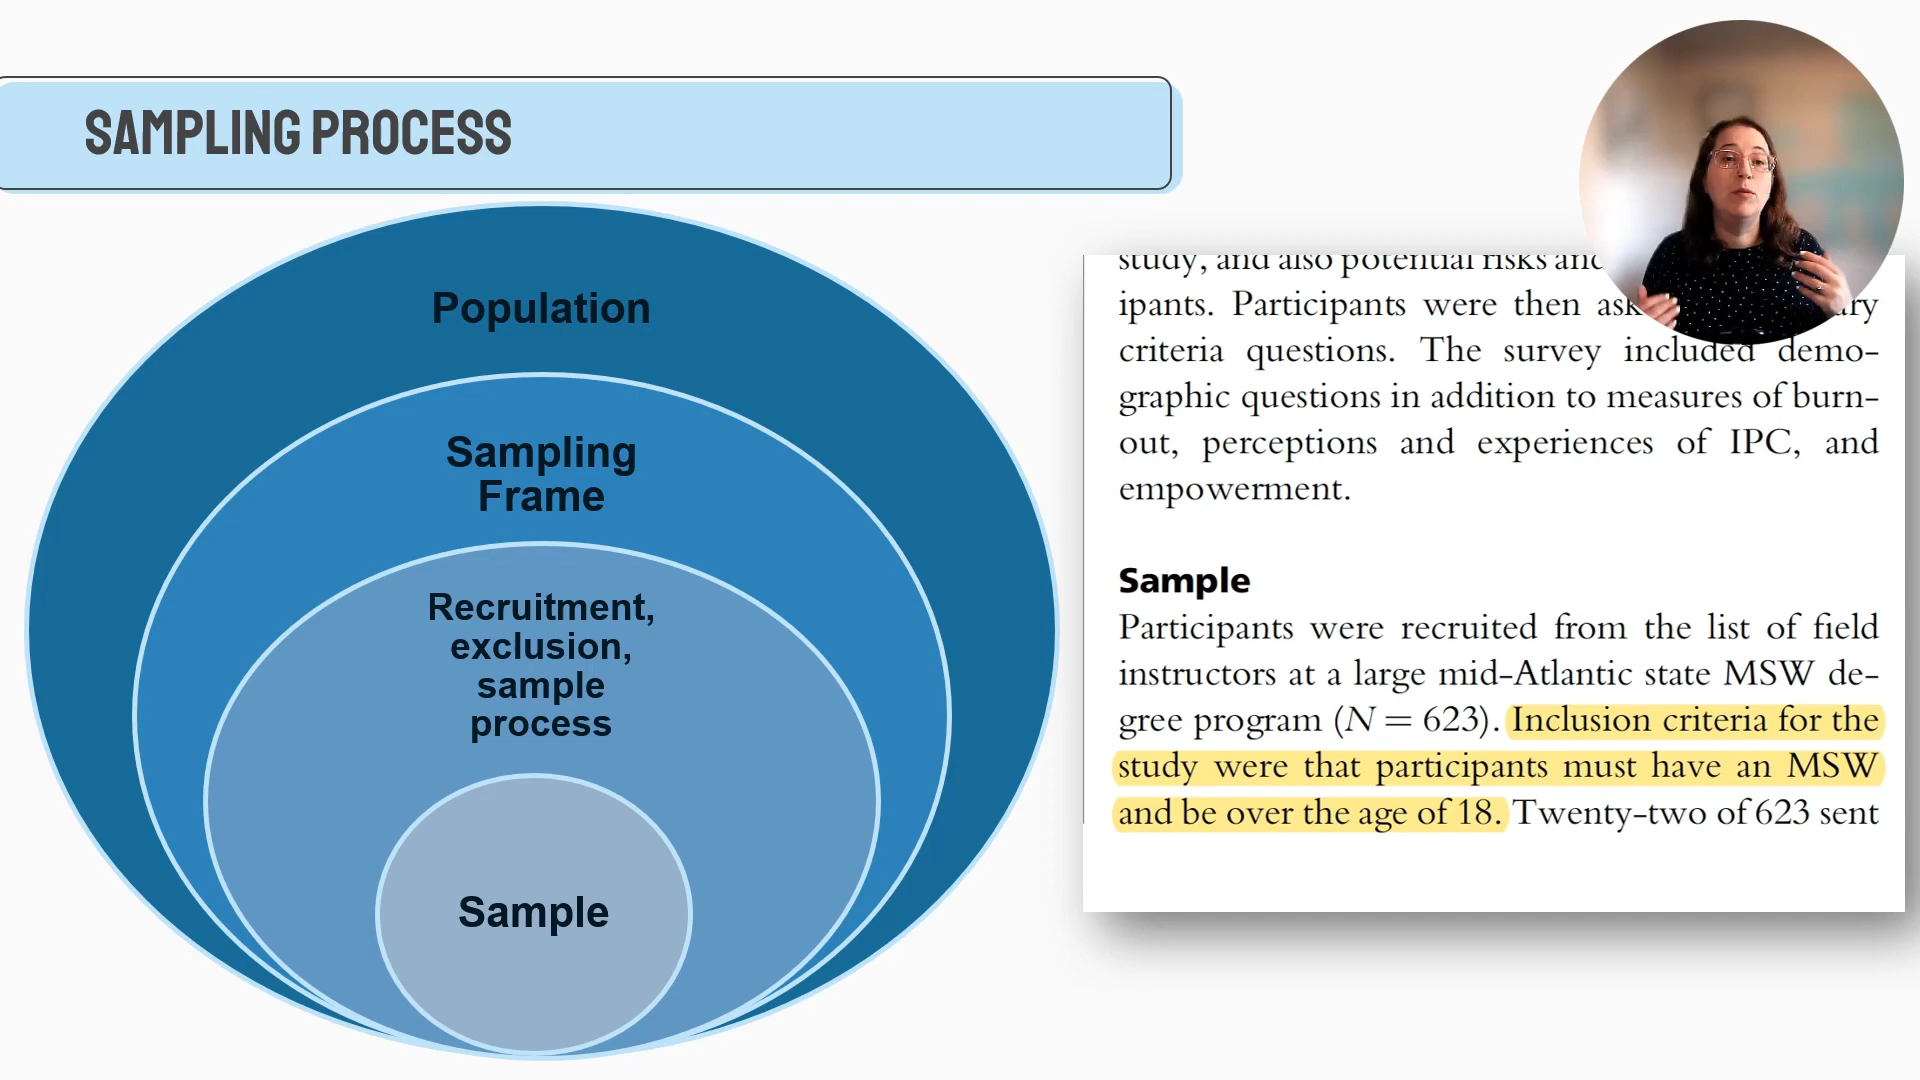 SAMPLING PROCESS
Population
Sampling
Frame
Recruitment,
exclusion,
sample
process
Sample
study, and also potential risks and
ipants. Participants were then
criteria questions. The survey included demo-
graphic questions in addition to measures of burn-
out, perceptions and experiences of IPC, and
empowerment.
Sample
Participants were recruited from the list of field
instructors at a large mid-Atlantic state MSW de-
gree program (N = 623). Inclusion criteria for the
study were that participants must have an MSW
and be over the age of 18. Twenty-two of 623 sent